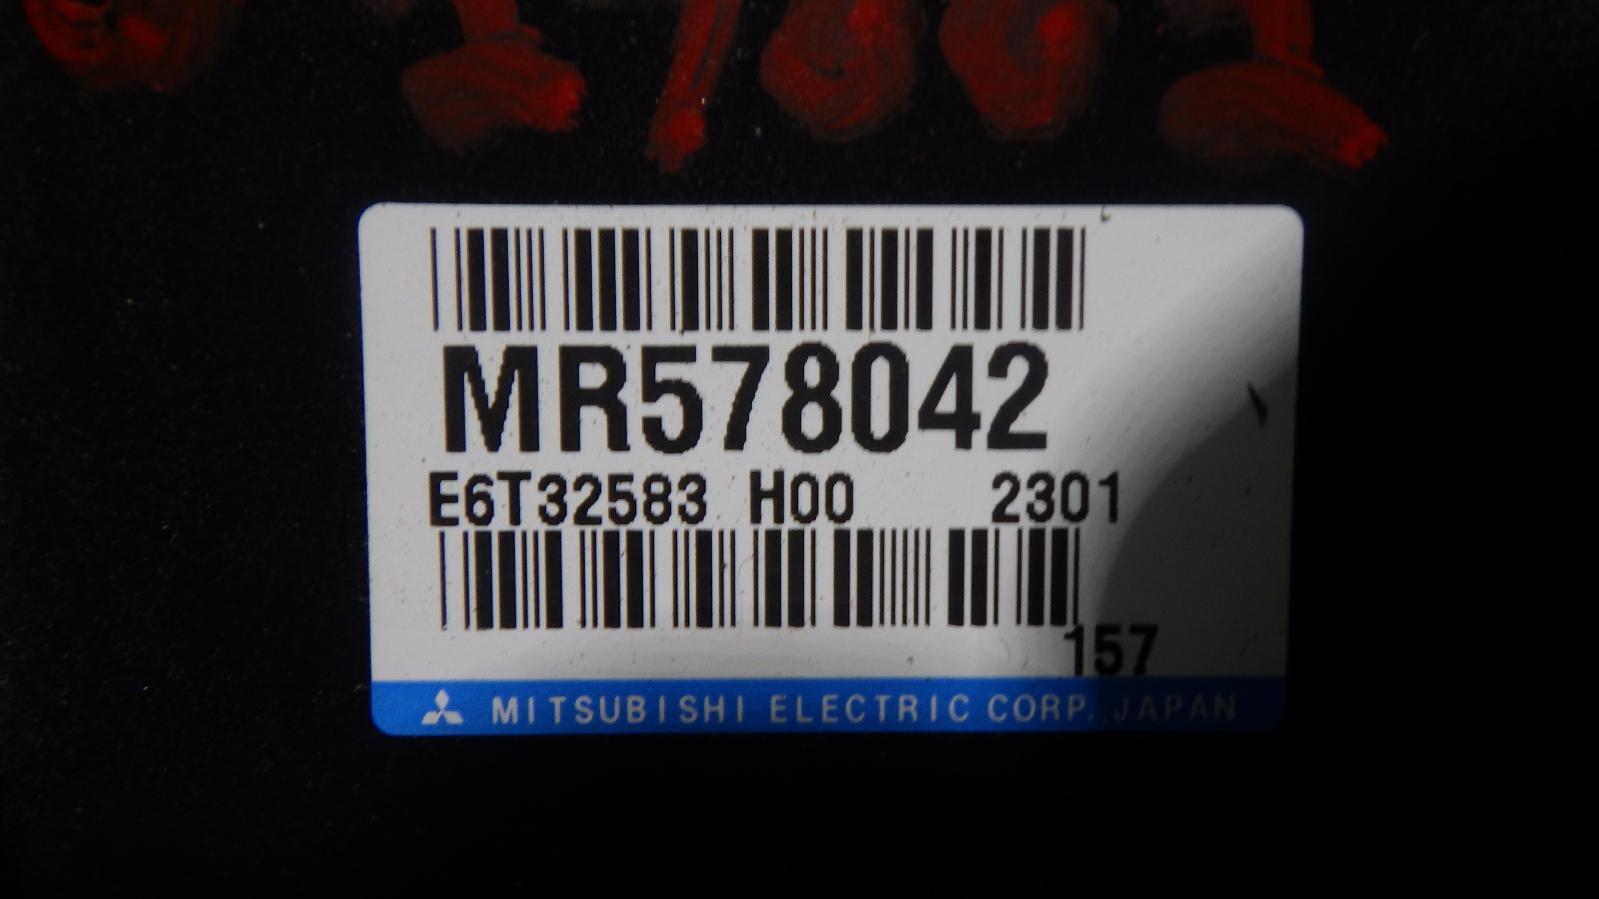 MR578042
E6T32583 H00 2301
157
MITSUBISHI ELECTRIC CORP. JAPAN